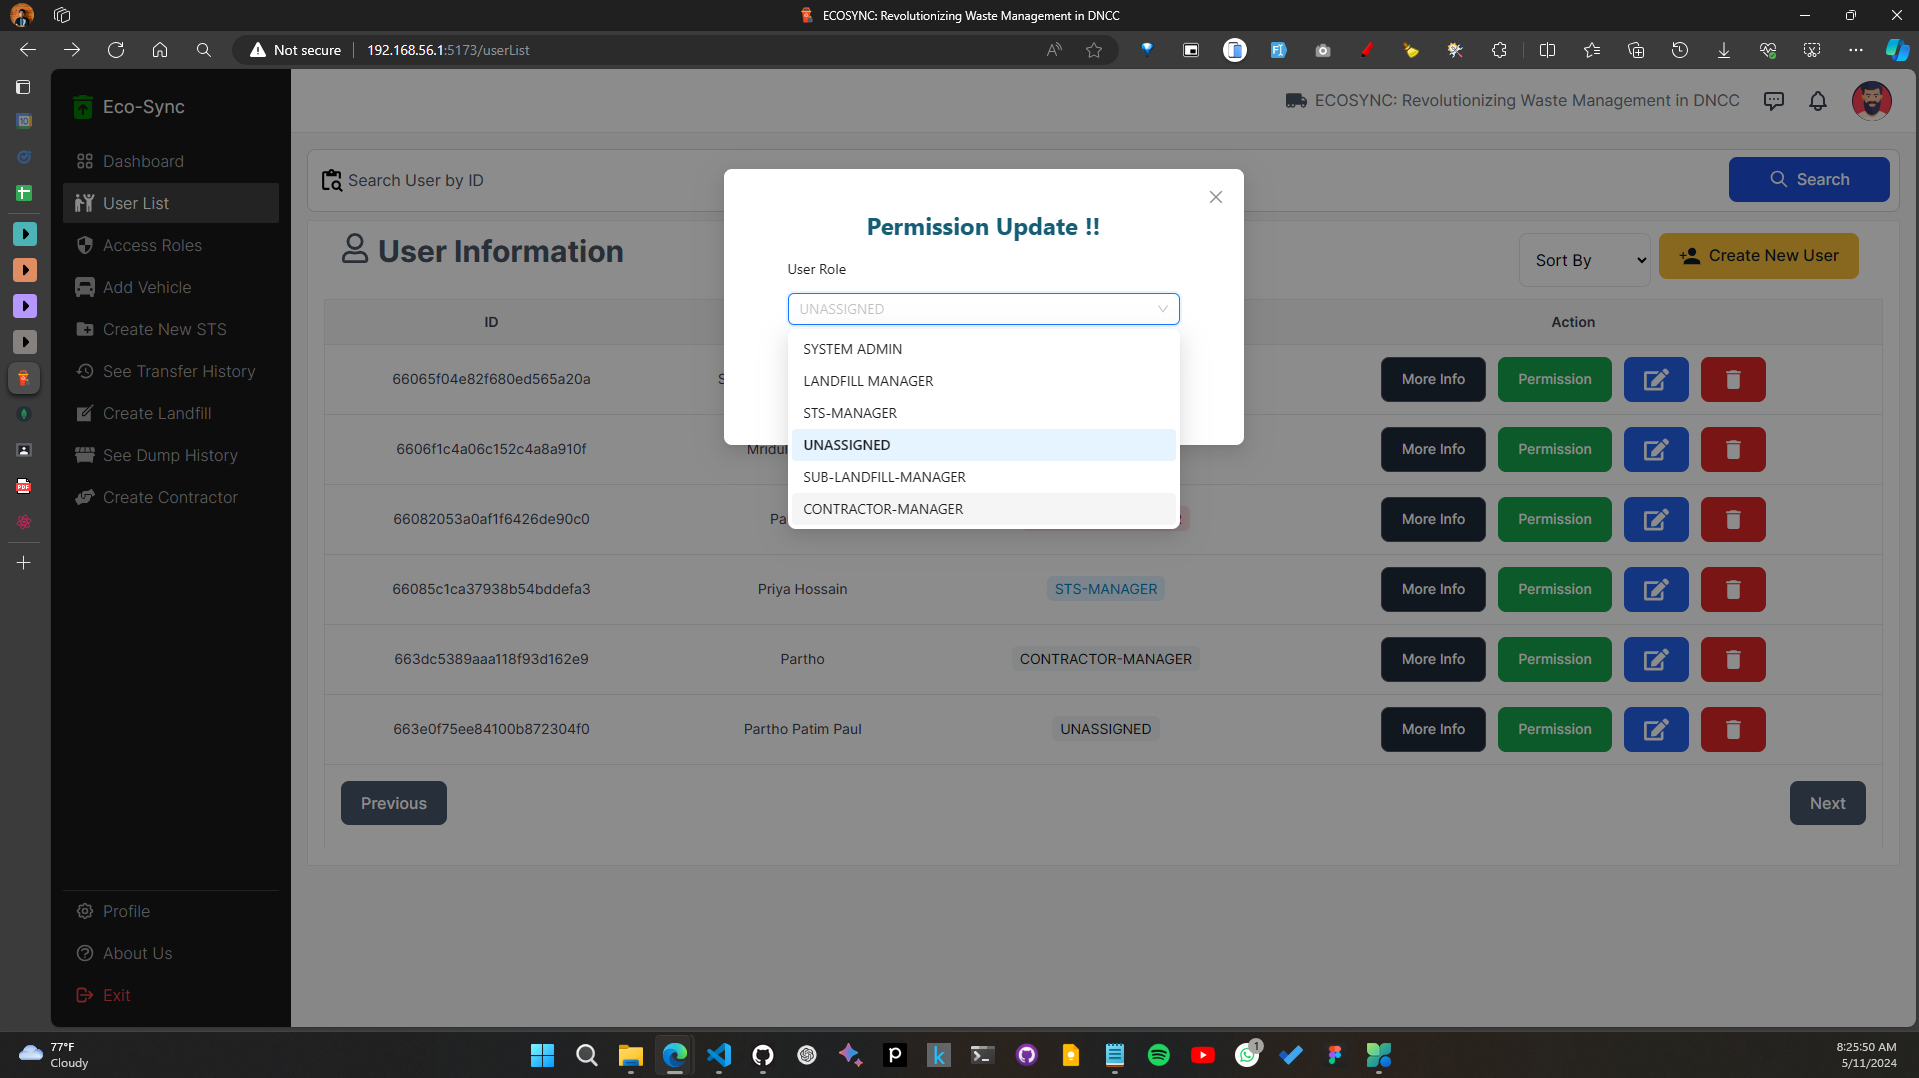 ECOSYNC: Revolutionizing Waste Management in DNCC
Not secure
192.168.56.1:5173/userList
Eco-Sync
Dashboard
User List
Access Roles
Add Vehicle
Create New STS
See Transfer History
Create Landfill
See Dump History
Create Contractor
Profile
About Us
Exit
ECOSYNC: Revolutionizing Waste Management in DNCC
Search User by ID
Search
User Information
Sort By
Create New User
Permission Update !!
User Role
UNASSIGNED
SYSTEM ADMIN
LANDFILL MANAGER
STS-MANAGER
UNASSIGNED
SUB-LANDFILL-MANAGER
CONTRACTOR-MANAGER
ID
Action
66065f04e82f680ed565a20a
More Info
Permission
6606f1c4a06c152c4a8a910f
More Info
Permission
66082053a0af1f6426de90c0
More Info
Permission
66085c1ca37938b54bddefa3
Priya Hossain
STS-MANAGER
More Info
Permission
663dc5389aaa118f93d162e9
Partho
CONTRACTOR-MANAGER
More Info
Permission
663e0f75ee84100b872304f0
Partho Patim Paul
UNASSIGNED
More Info
Permission
Previous
Next
77°F
Cloudy
1
8:25:50 AM
5/11/2024